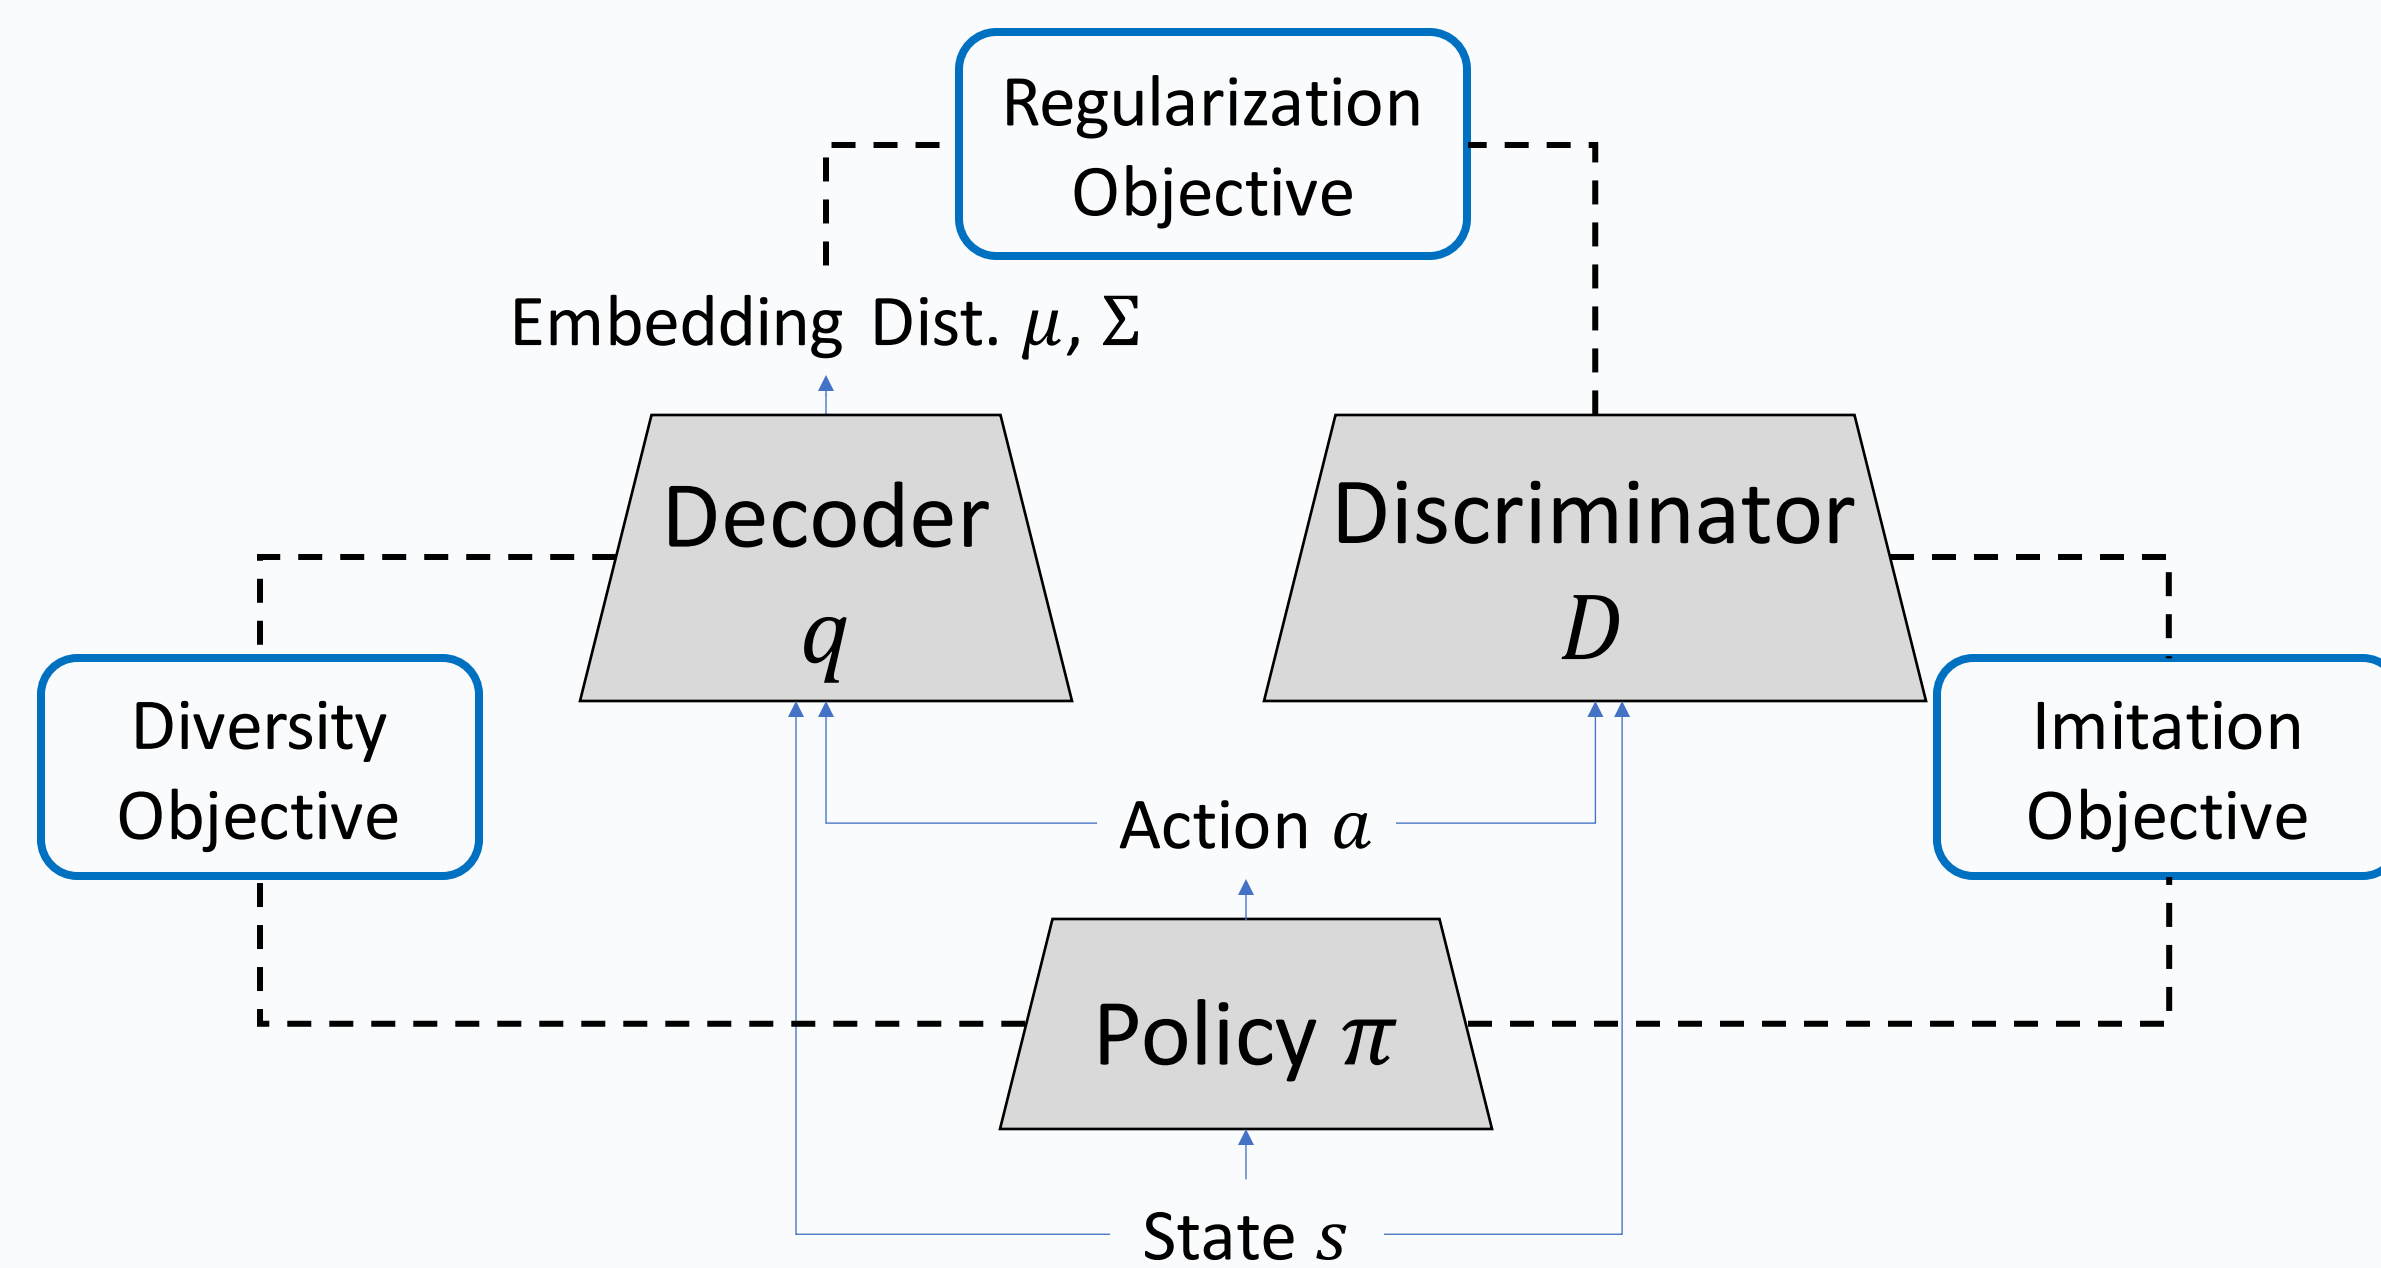 Regularization
Objective
Embedding Dist. μ, Σ
Decoder
q
Discriminator
D
Diversity
Objective
Imitation
Objective
Action a
Policy π
State s